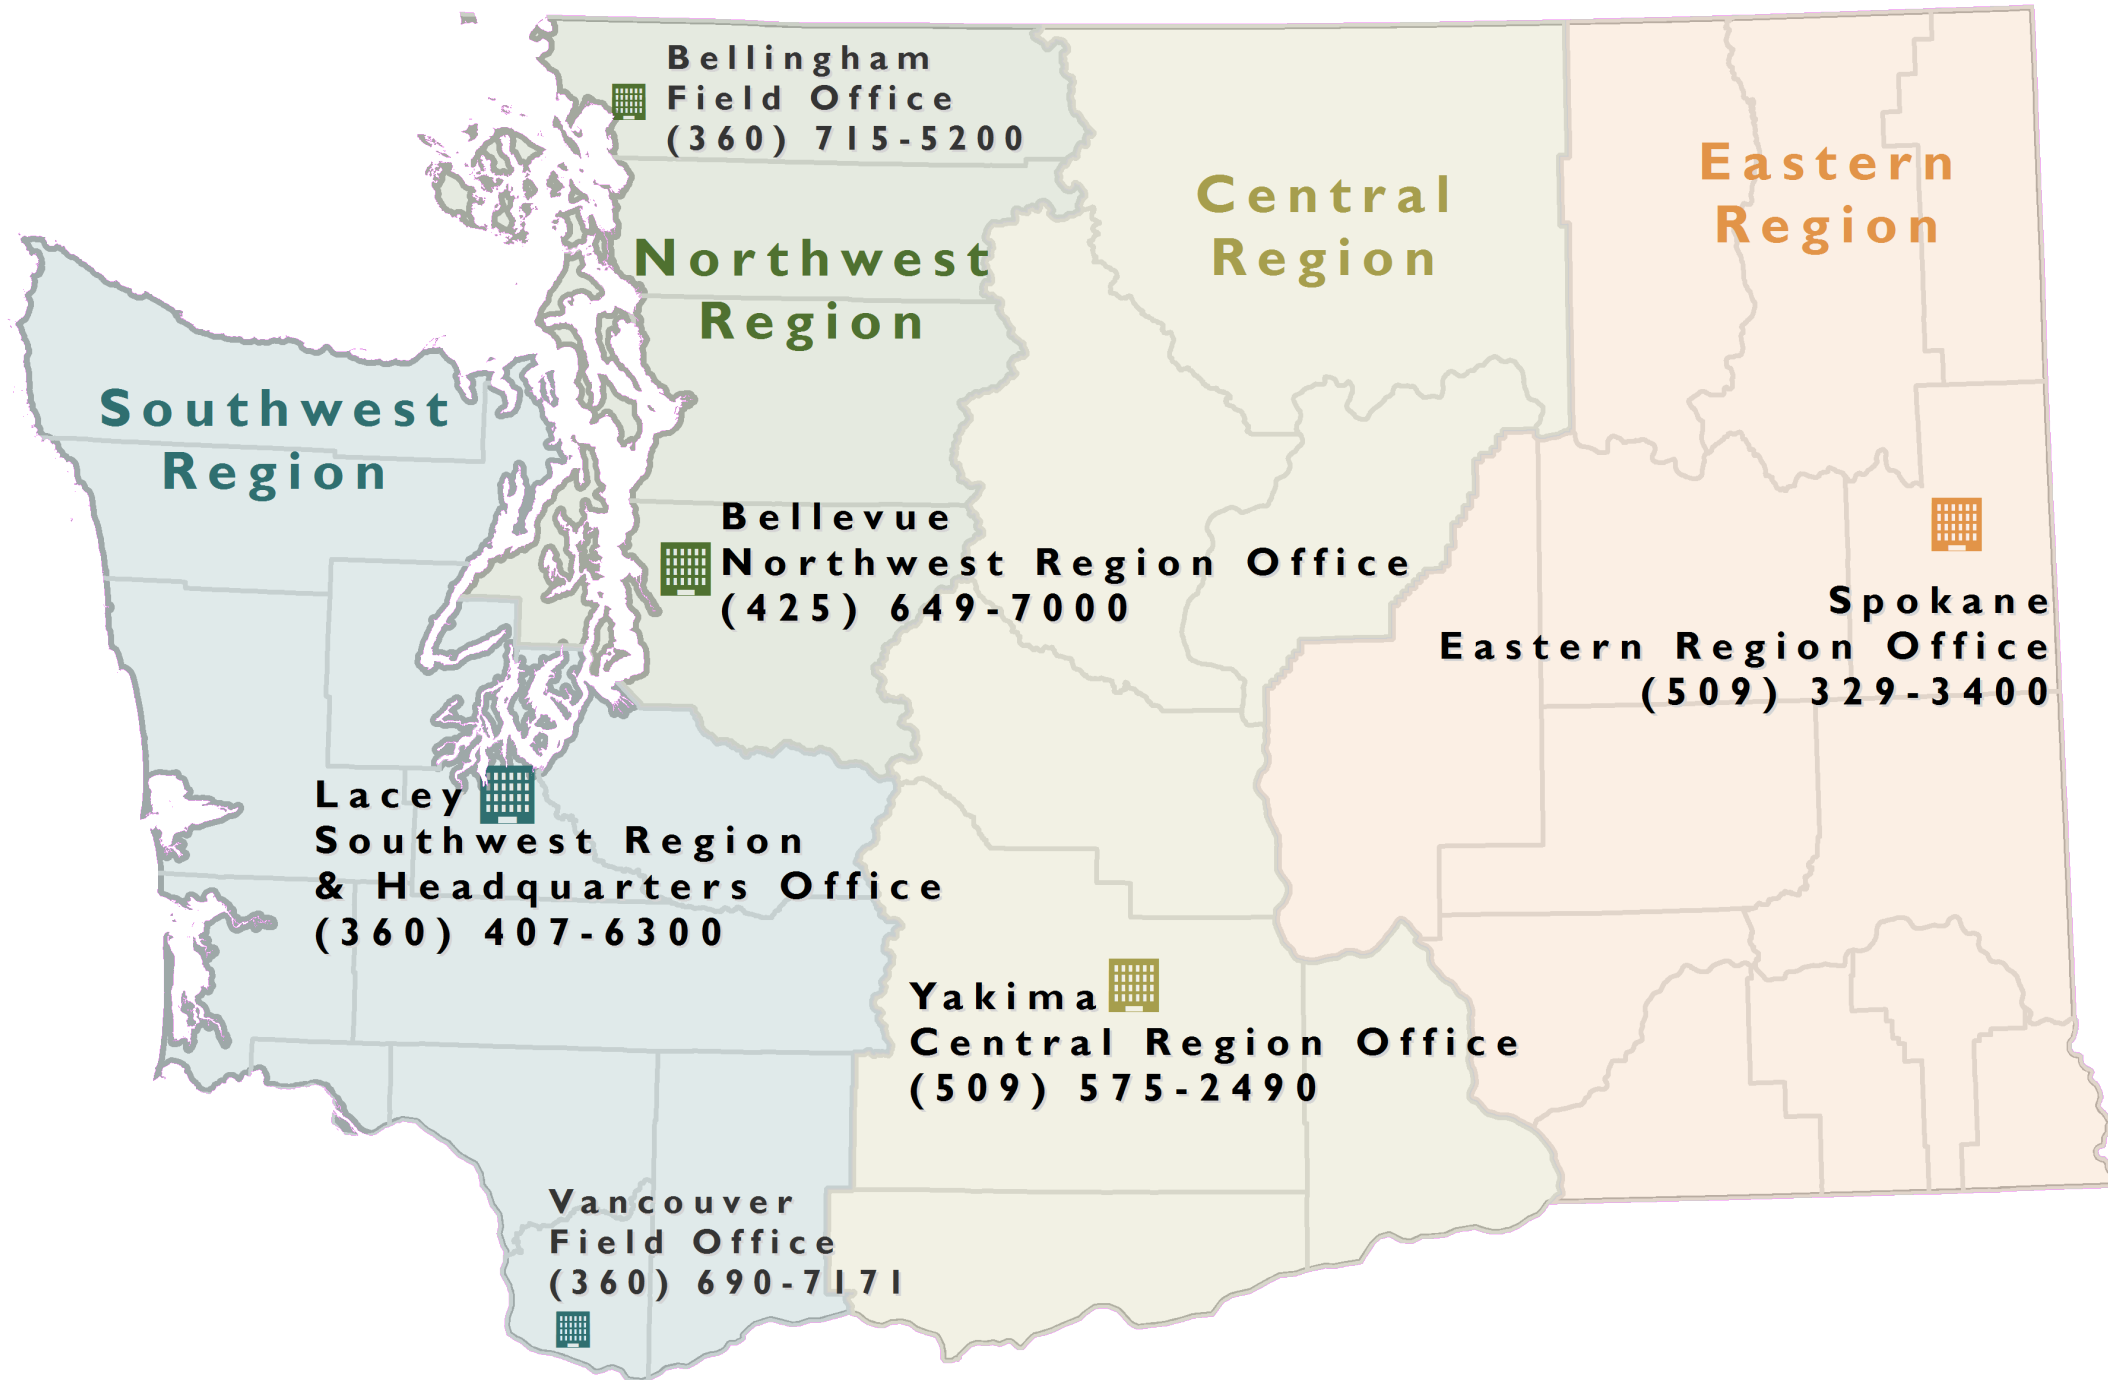 Bellingham
Field Office
(360) 715-5200
Central
Region
Eastern
Region
Northwest
Region
Southwest
Region
Bellevue
Northwest Region Office
(425) 649-7000
Spokane
Eastern Region Office
(509) 329-3400
Lacey
Southwest Region
& Headquarters Office
(360) 407-6300
Yakima
Central Region Office
(509) 575-2490
Vancouver
Field Office
(360) 690-7171